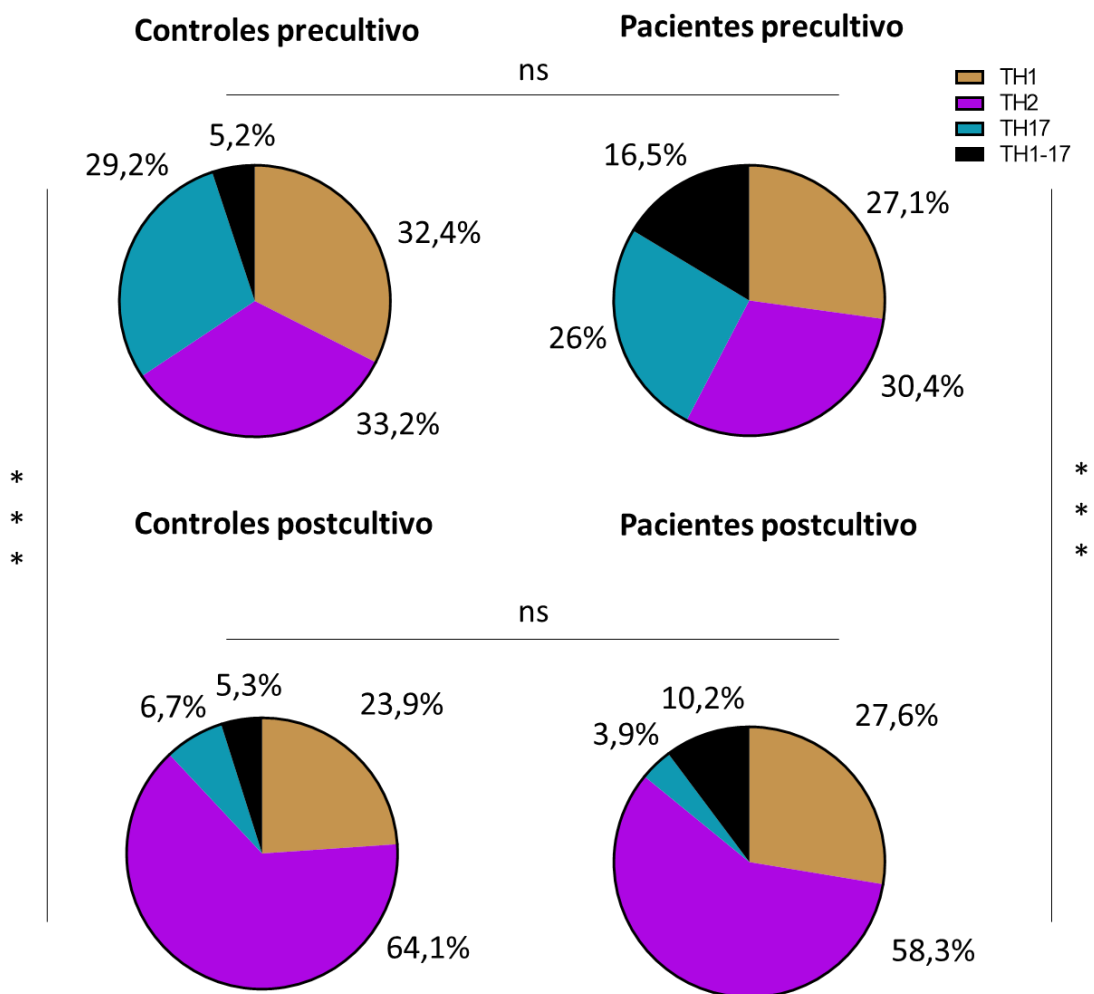 Controles precultivo
Pacientes precultivo
ns
TH1
TH2
TH17
TH1-17
5,2%
29,2%
32,4%
33,2%
16,5%
27,1%
26%
30,4%
*
*
*
*
*
*
Controles postcultivo
Pacientes postcultivo
ns
5,3%
6,7%
23,9%
64,1%
10,2%
3,9%
27,6%
58,3%